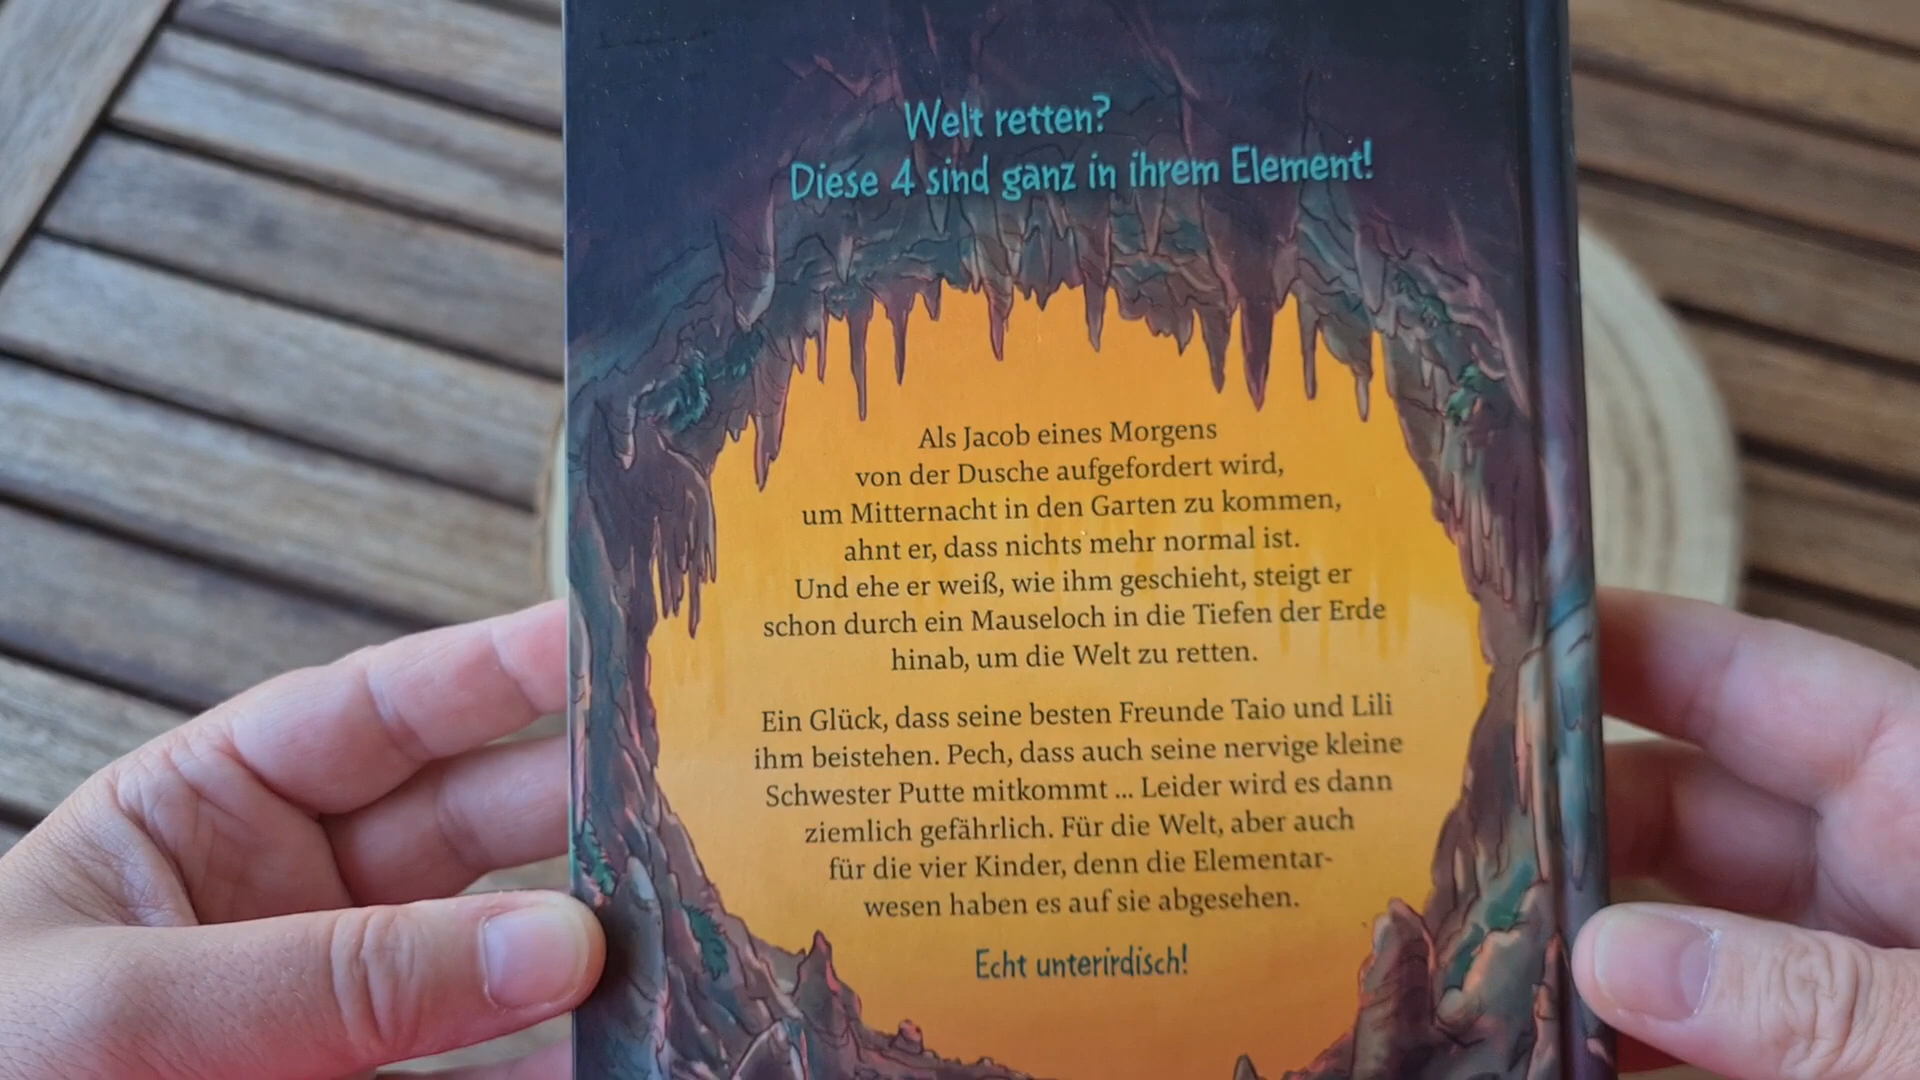 Welt retten?
Diese 4 sind ganz in ihrem Element!
Als Jacob eines Morgens
von der Dusche aufgefordert wird,
um Mitternacht in den Garten zu kommen,
ahnt er, dass nichts mehr normal ist.
Und ehe er weiß, wie ihm geschieht, steigt er
schon durch ein Mauseloch in die Tiefen der Erde
hinab, um die Welt zu retten.
Ein Glück, dass seine besten Freunde Taio und Lili
ihm beistehen. Pech, dass auch seine nervige kleine
Schwester Putte mitkommt ... Leider wird es dann
ziemlich gefährlich. Für die Welt, aber auch
für die vier Kinder, denn die Elementar-
wesen haben es auf sie abgesehen.
Echt unterirdisch!